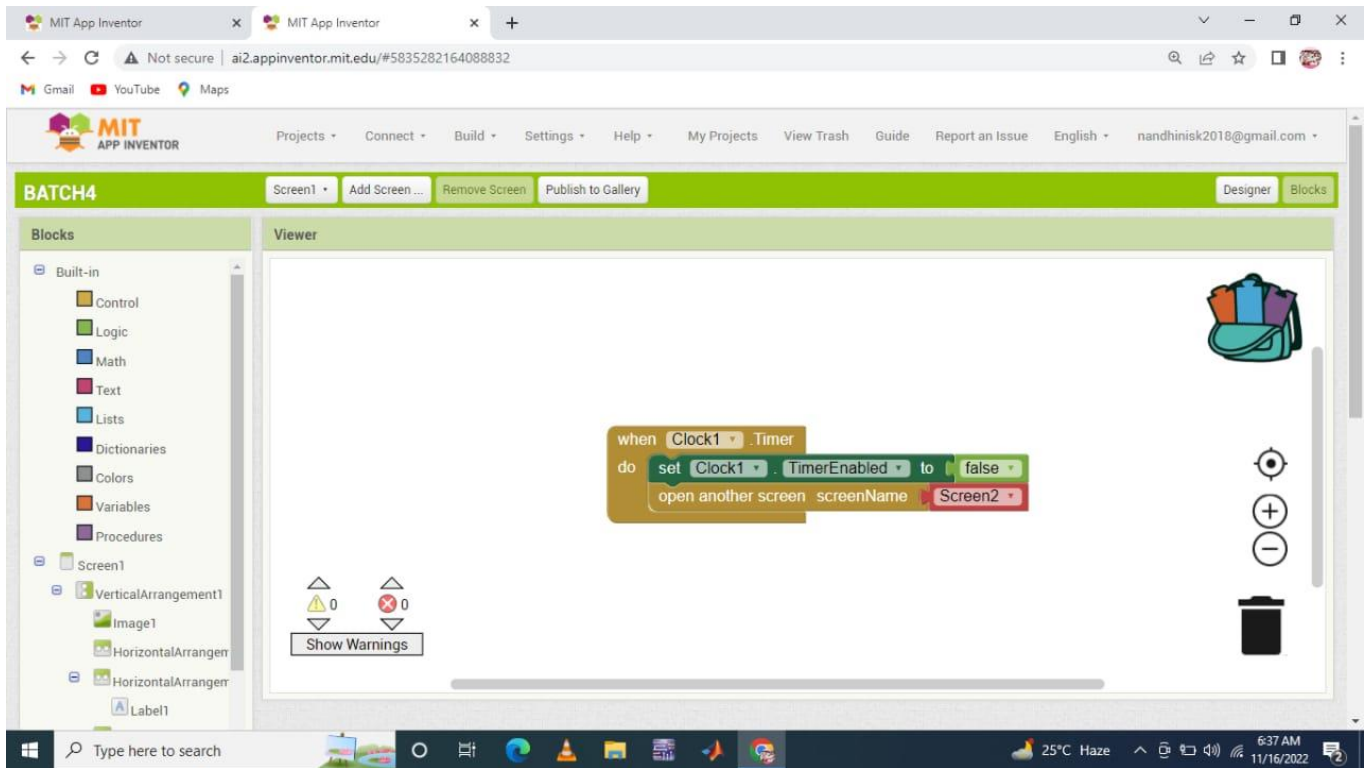 MIT App Inventor
MIT App Inventor
Not secure | ai2.appinventor.mit.edu/#5835282164088832
Gmail YouTube Maps
MIT
APP INVENTOR
Projects Connect Build Settings Help My Projects View Trash Guide Report an Issue English nandhinisk2018@gmail.com
BATCH4 Screen1 Add Screen ... Remove Screen Publish to Gallery Designer Blocks
Blocks
Viewer
Built-in
Control
Logic
Math
Text
Lists
Dictionaries
Colors
Variables
Procedures
Screen1
VerticalArrangement1
Image1
HorizontalArrangem
HorizontalArrangem
A Label1
when Clock1 .Timer
do set Clock1 . TimerEnabled to false
open another screen screenName Screen2
0 0
Show Warnings
Type here to search
25°C Haze
6:37 AM
11/16/2022
2